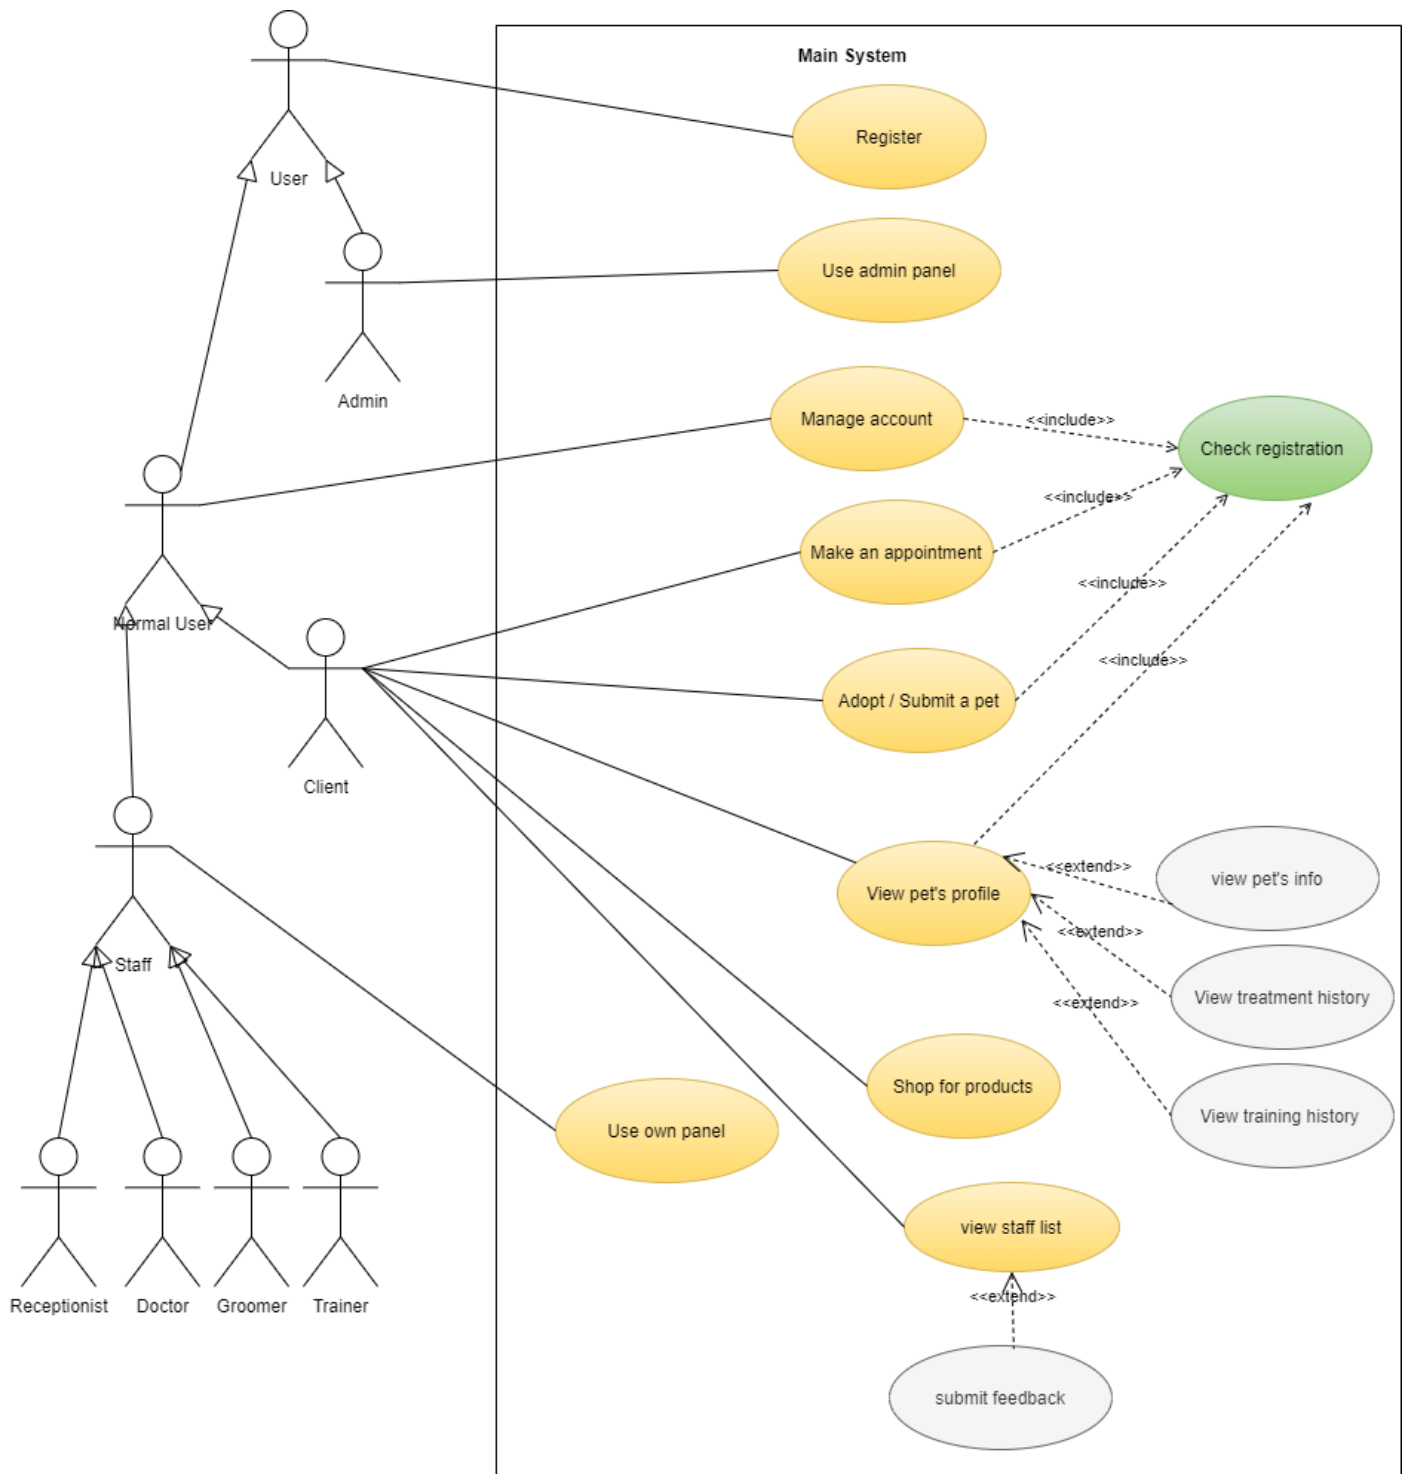 Main System
Register
User
Use admin panel
Admin
Manage account
<<include>>
Check registration
<<include>>
Make an appointment
<<include>>
Normal User
<<include>>
Adopt / Submit a pet
Client
<<extend>>
view pet's info
View pet's profile
<<extend>>
Staff
View treatment history
<<extend>>
Shop for products
View training history
Use own panel
view staff list
<<extend>>
Receptionist
Doctor
Groomer
Trainer
submit feedback